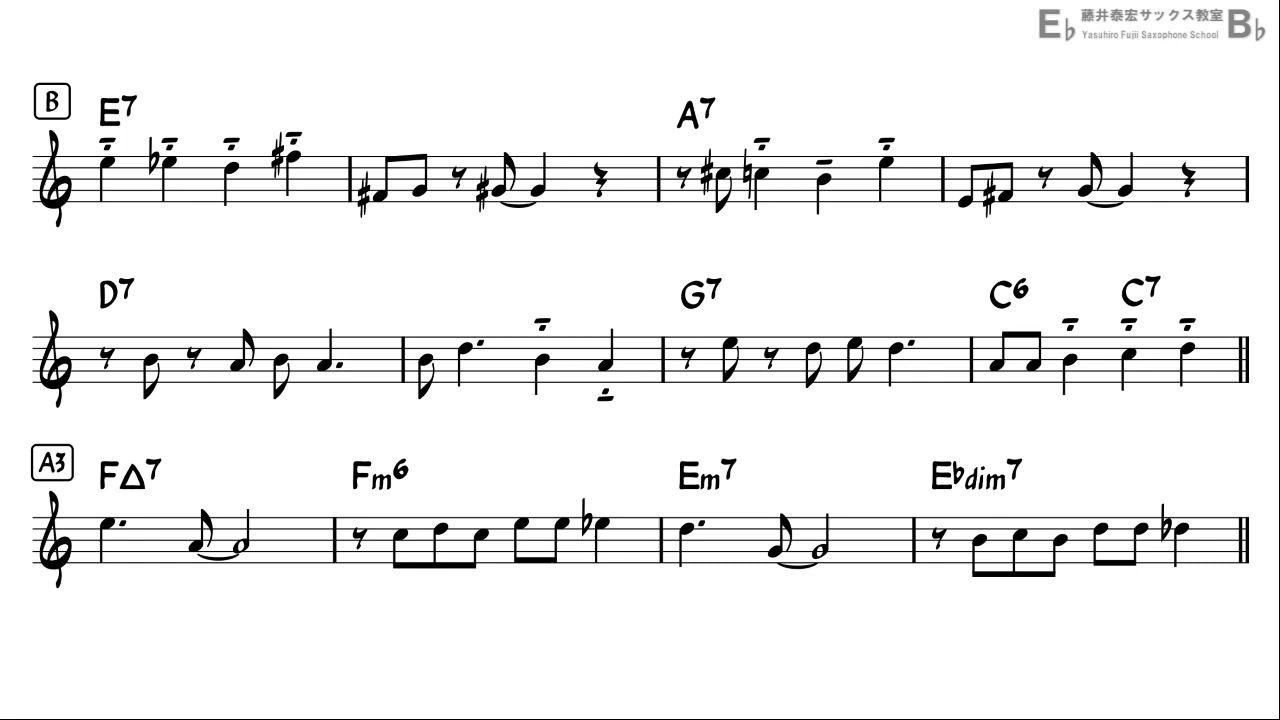 E♭ 藤井泰宏サックス教室 B♭
Yasuhiro Fujii Saxophone School
B
E7 A7
D7 G7 C6 C7
A3
F△7 Fm6 Em7 E♭dim7